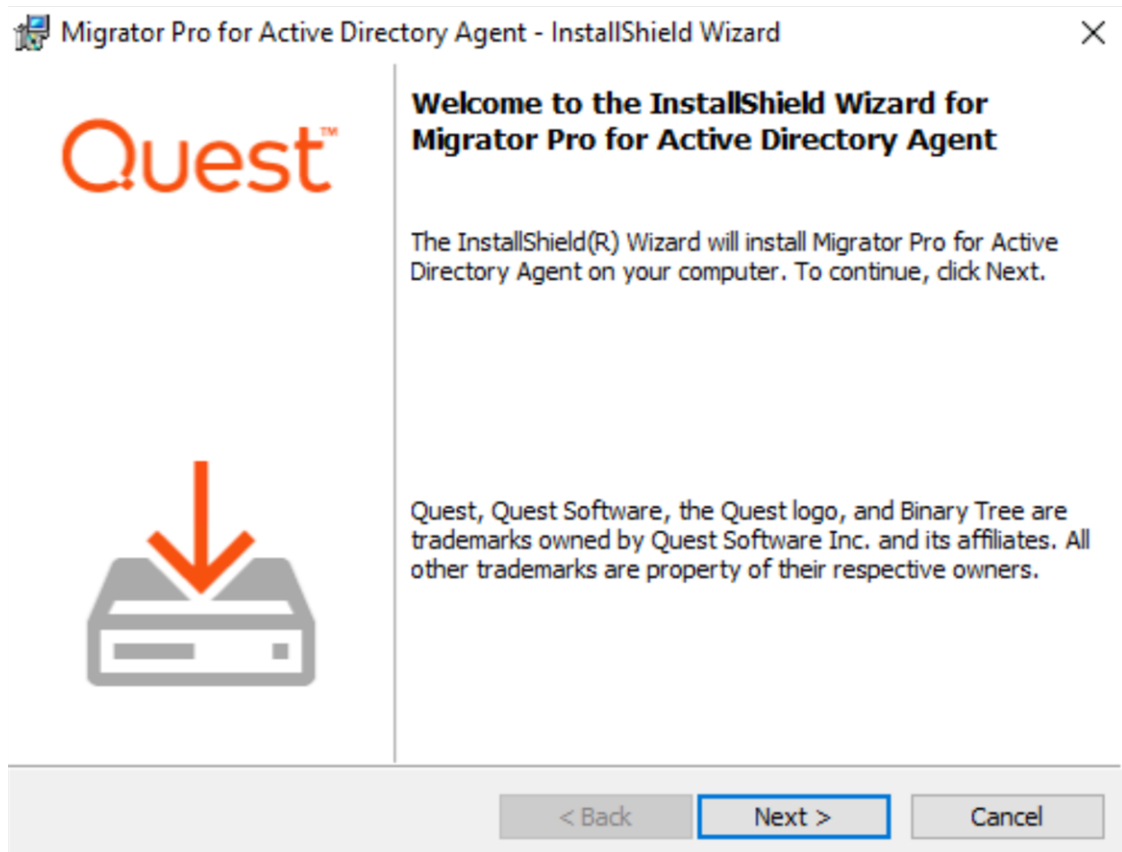 Migrator Pro for Active Directory Agent - InstallShield Wizard
Quest™
Welcome to the InstallShield Wizard for
Migrator Pro for Active Directory Agent
The InstallShield(R) Wizard will install Migrator Pro for Active
Directory Agent on your computer. To continue, click Next.
Quest, Quest Software, the Quest logo, and Binary Tree are
trademarks owned by Quest Software Inc. and its affiliates. All
other trademarks are property of their respective owners.
< Back
Next >
Cancel